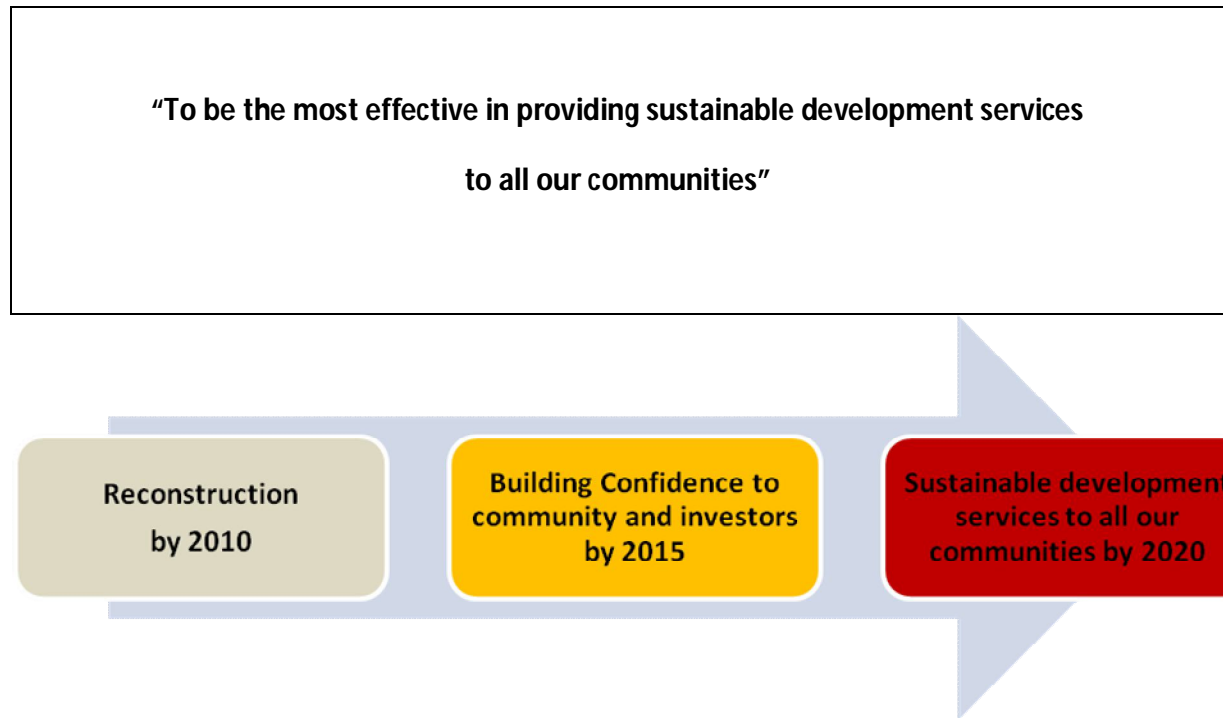 “To be the most effective in providing sustainable development services
to all our communities”
Reconstruction
by 2010
Building Confidence to
community and investors
by 2015
Sustainable development
services to all our
communities by 2020